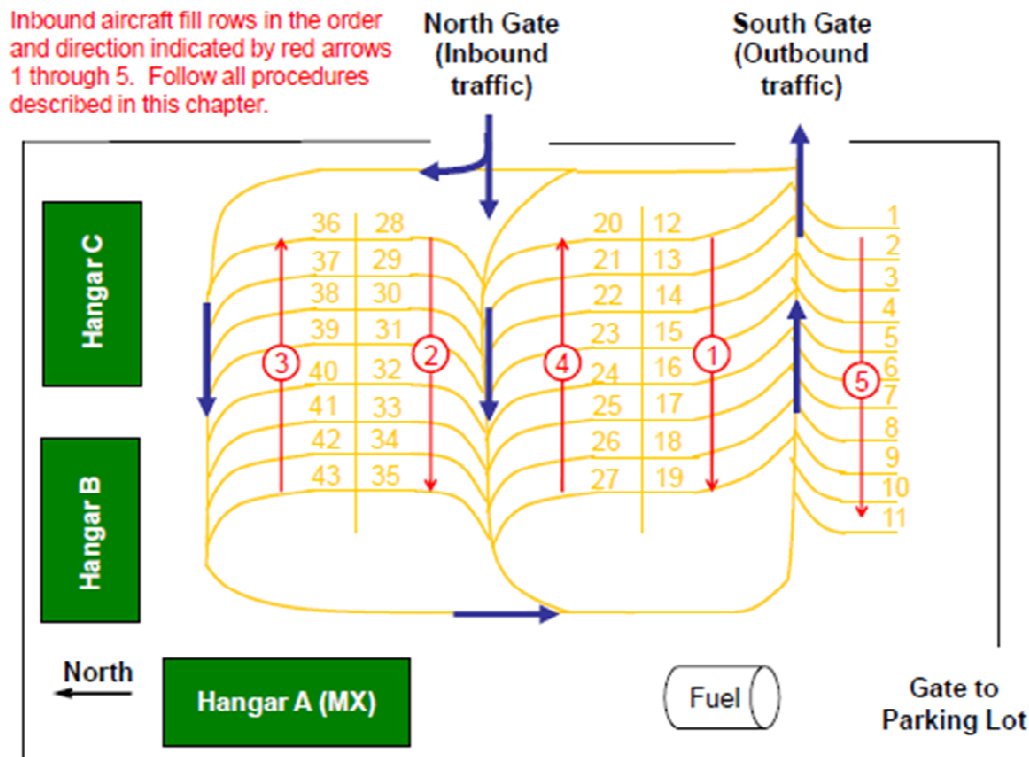 Inbound aircraft fill rows in the order
and direction indicated by red arrows
1 through 5. Follow all procedures
described in this chapter.
North Gate
(Inbound
traffic)
South Gate
(Outbound
traffic)
Hangar C
Hangar B
36 28
37 29
38 30
39 31
40 32
41 33
42 34
43 35
3
2
20 12
21 13
22 14
23 15
24 16
25 17
26 18
27 19
4
1
1
2
3
4
5
6
7
8
9
10
11
5
North
Hangar A (MX)
Fuel
Gate to
Parking Lot